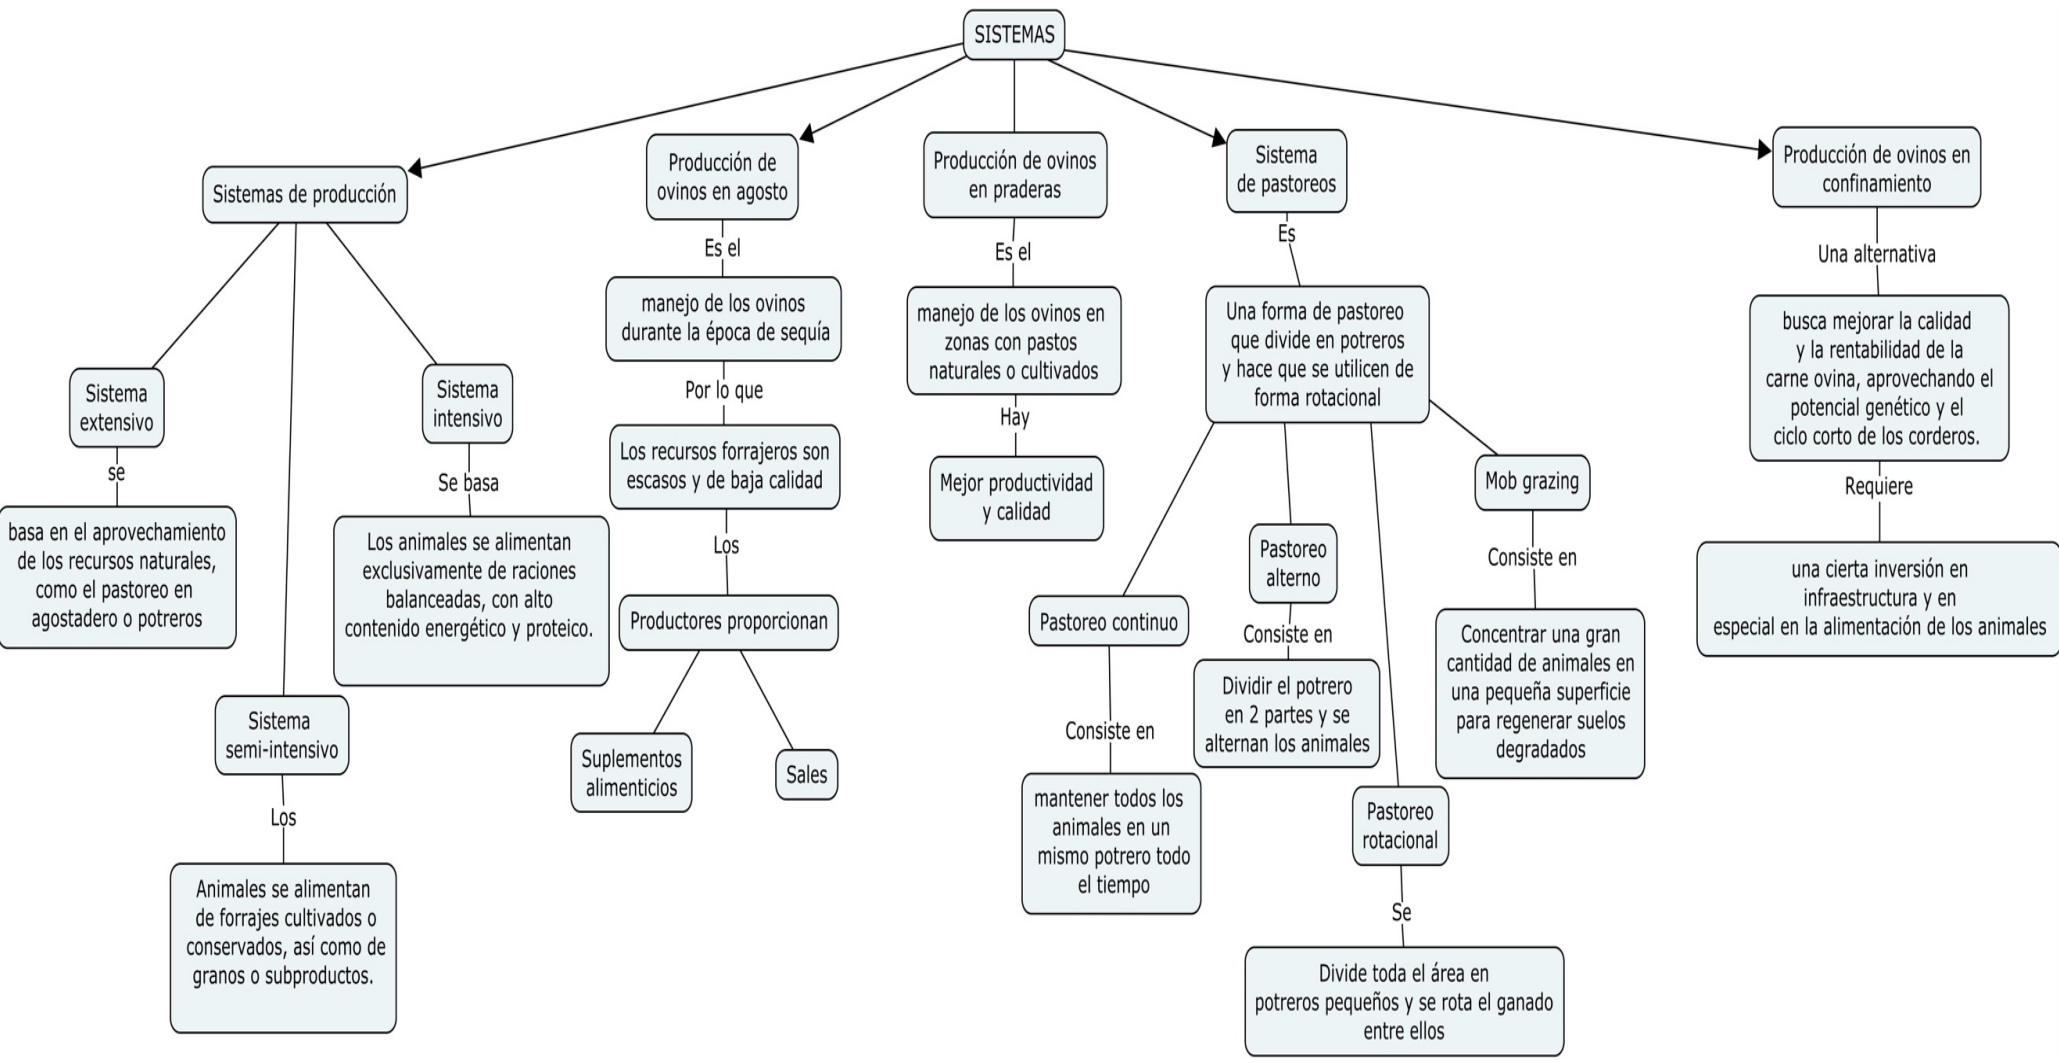 SISTEMAS
Sistemas de producción
Sistema
extensivo
se
basa en el aprovechamiento
de los recursos naturales,
como el pastoreo en
agostadero o potreros
Sistema
semi-intensivo
Los
Animales se alimentan
de forrajes cultivados o
conservados, así como de
granos o subproductos.
Sistema
intensivo
Se basa
Los animales se alimentan
exclusivamente de raciones
balanceadas, con alto
contenido energético y proteico.
Producción de
ovinos en agosto
Es el
manejo de los ovinos
durante la época de sequía
Por lo que
Los recursos forrajeros son
escasos y de baja calidad
Los
Productores proporcionan
Suplementos
alimenticios
Sales
Producción de ovinos
en praderas
Es el
manejo de los ovinos en
zonas con pastos
naturales o cultivados
Hay
Mejor productividad
y calidad
Sistema
de pastoreos
Es
Una forma de pastoreo
que divide en potreros
y hace que se utilicen de
forma rotacional
Pastoreo continuo
Consiste en
mantener todos los
animales en un
mismo potrero todo
el tiempo
Pastoreo
alterno
Consiste en
Dividir el potrero
en 2 partes y se
alternan los animales
Pastoreo
rotacional
Se
Divide toda el área en
potreros pequeños y se rota el ganado
entre ellos
Mob grazing
Consiste en
Concentrar una gran
cantidad de animales en
una pequeña superficie
para regenerar suelos
degradados
Producción de ovinos en
confinamiento
Una alternativa
busca mejorar la calidad
y la rentabilidad de la
carne ovina, aprovechando el
potencial genético y el
ciclo corto de los corderos.
Requiere
una cierta inversión en
infraestructura y en
especial en la alimentación de los animales